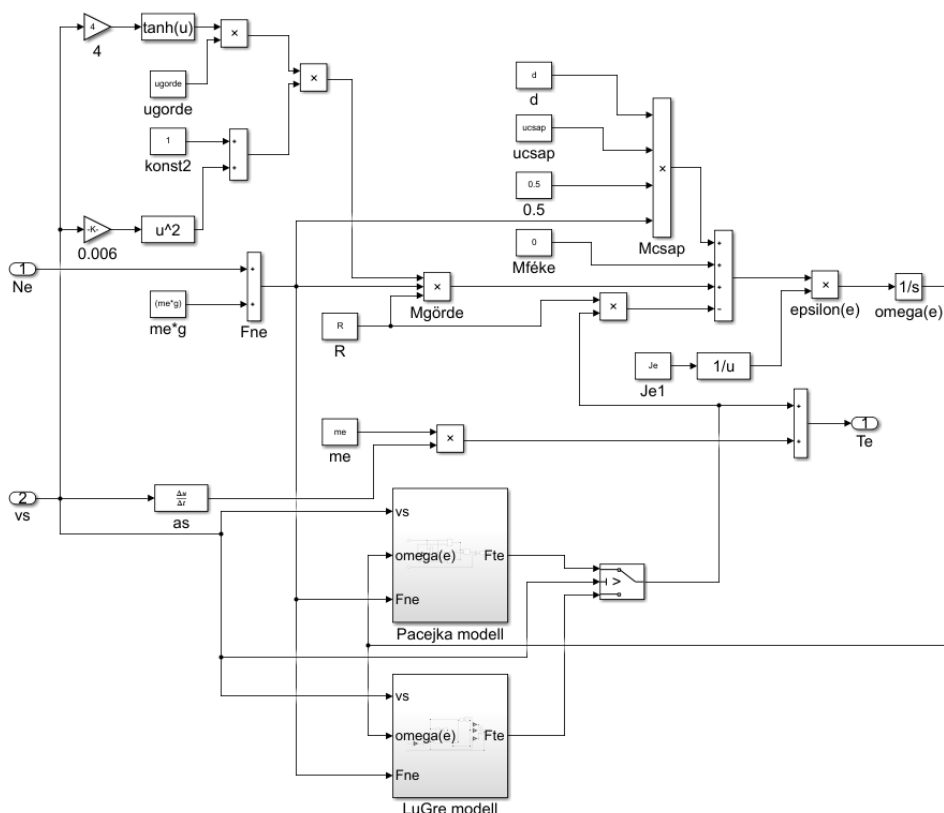 4
tanh(u)
×
4
ugorde
ugorde
×
1
konst2
+
+
-K-
0.006
u^2
1
Ne
(me*g)
me*g
+
+
Fne
d
d
ucsap
ucsap
0.5
0.5
×
Mcsap
0
Mféke
×
Mgörde
R
R
×
+
+
+
−
×
epsilon(e)
1/s
omega(e)
Je
Je1
1/u
me
me
×
+
+
1
Te
2
vs
Δu
Δt
as
vs
omega(e)
Fne
Fte
Pacejka modell
>
vs
omega(e)
Fne
Fte
LuGre modell